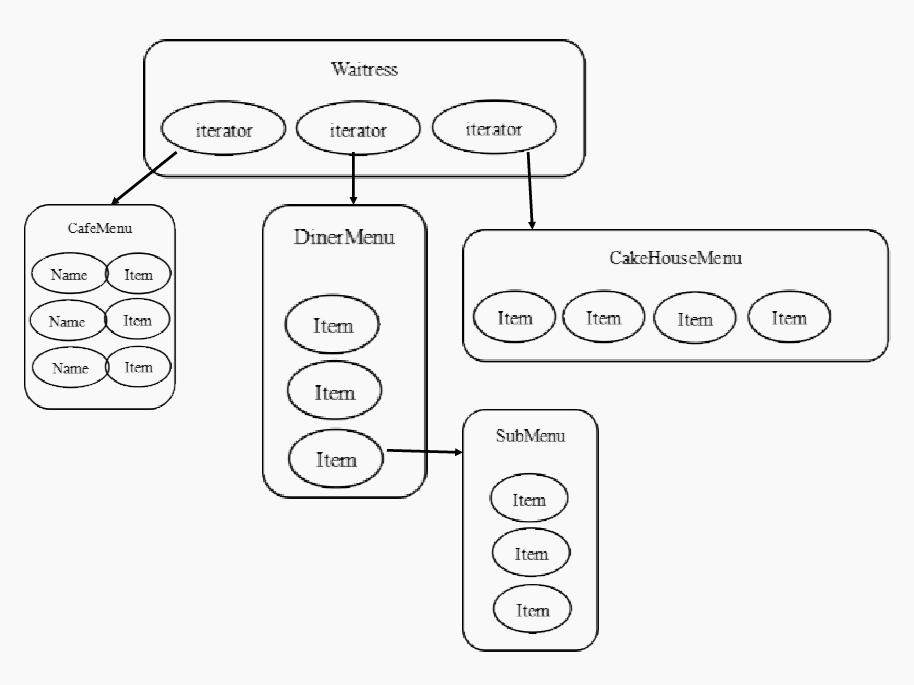 Waitress
iterator iterator iterator
CafeMenu
Name Item
Name Item
Name Item
DinerMenu
Item
Item
Item
CakeHouseMenu
Item Item Item Item
SubMenu
Item
Item
Item